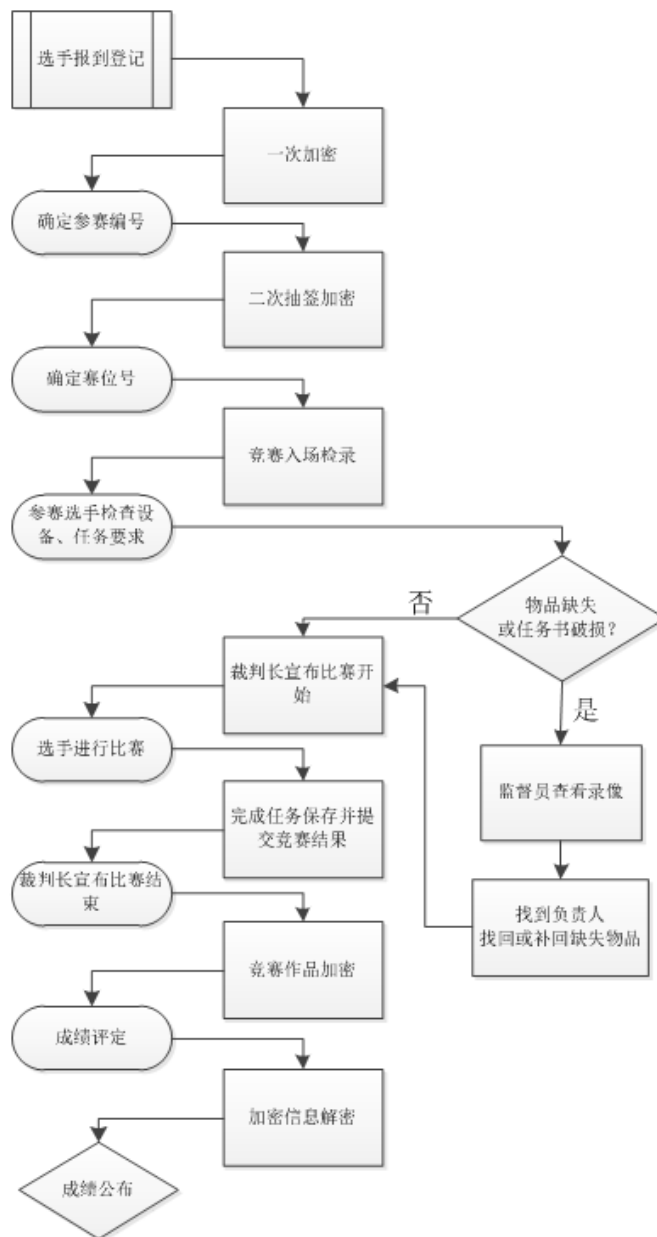 选手报到登记
一次加密
确定参赛编号
二次抽签加密
确定赛位号
竞赛入场检录
参赛选手检查设
备、任务要求
物品缺失
或任务书破损？
否
是
裁判长宣布比赛开
始
选手进行比赛
监督员查看录像
完成任务保存并提
交竞赛结果
裁判长宣布比赛结
束
找到负责人
找回或补回缺失物品
竞赛作品加密
成绩评定
加密信息解密
成绩公布